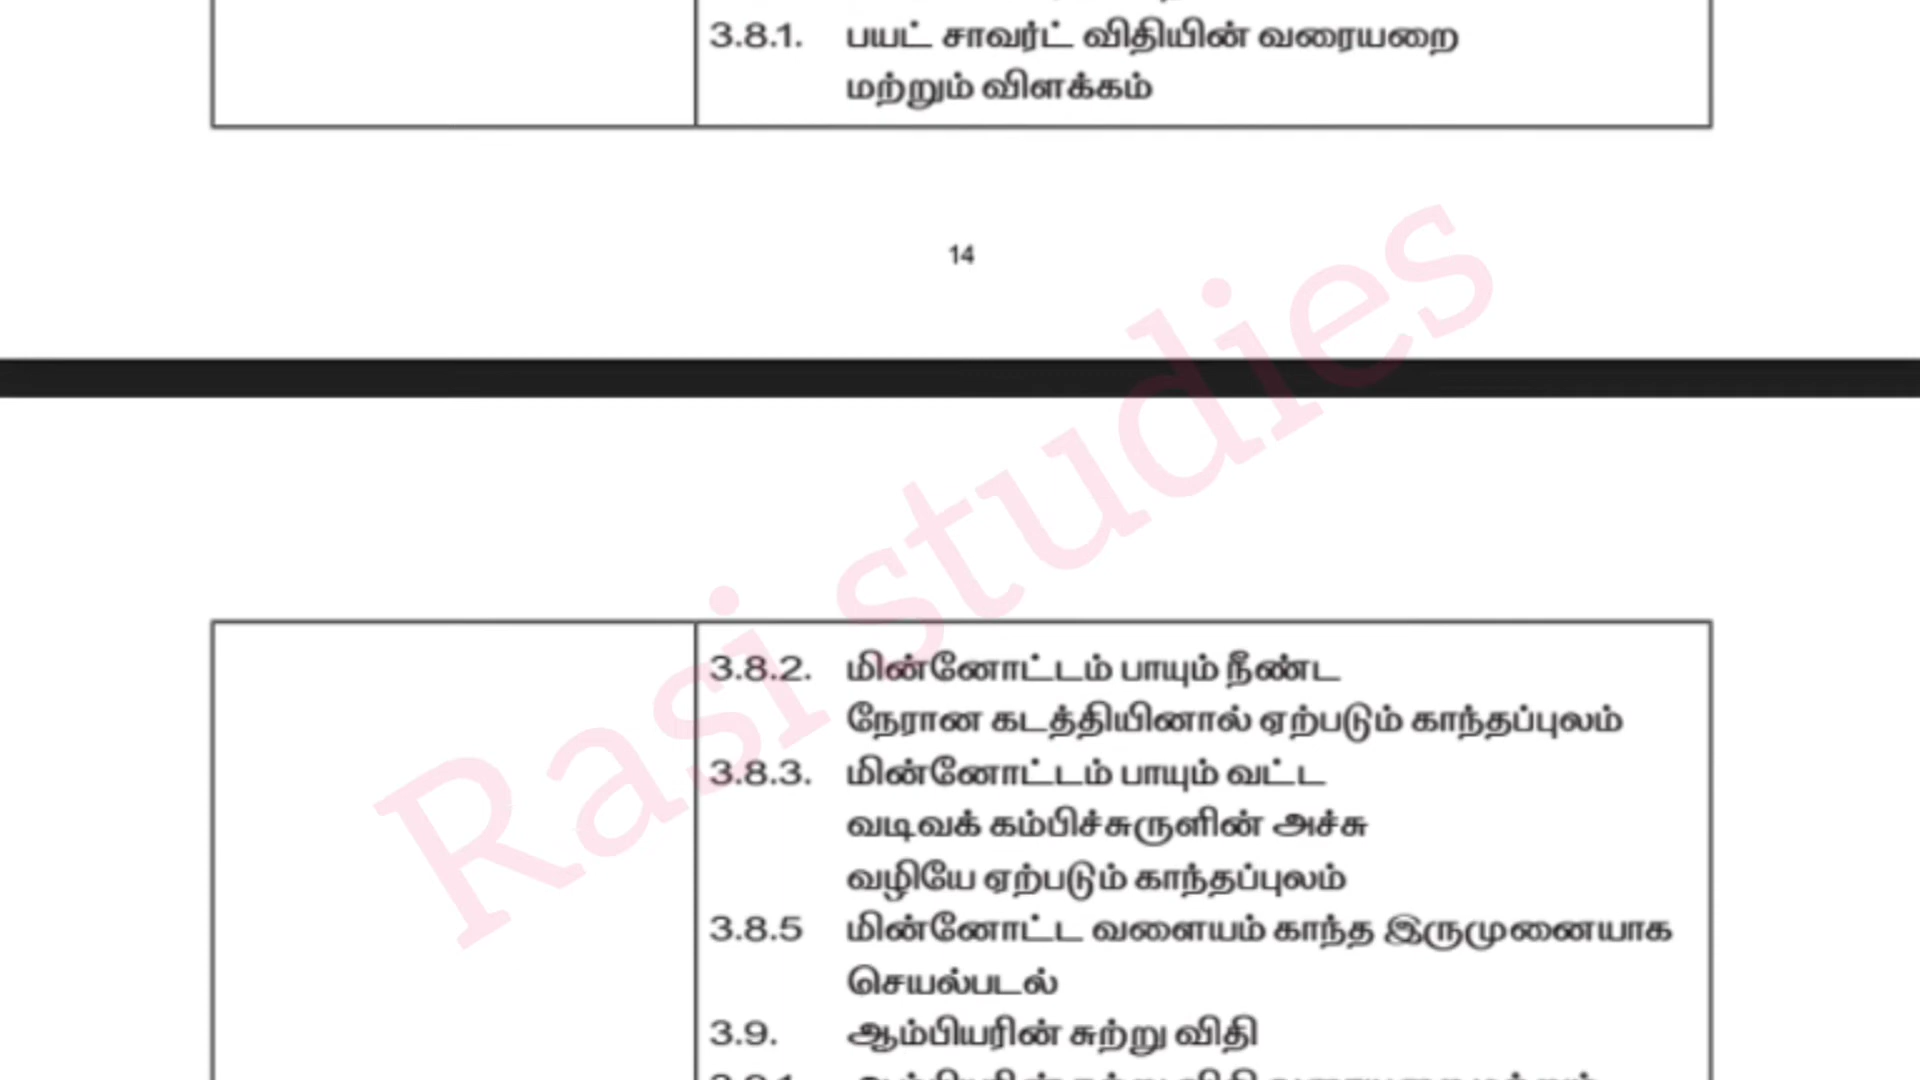 3.8.1. பயட் சாவர்ட் விதியின் வரையறை
மற்றும் விளக்கம்
14
Rasi studies
3.8.2. மின்னோட்டம் பாயும் நீண்ட
நேரான கடத்தியினால் ஏற்படும் காந்தப்புலம்
3.8.3. மின்னோட்டம் பாயும் வட்ட
வடிவக் கம்பிச்சுருளின் அச்சு
வழியே ஏற்படும் காந்தப்புலம்
3.8.5 மின்னோட்ட வளையம் காந்த இருமுனையாக
செயல்படல்
3.9. ஆம்பியரின் சுற்று விதி